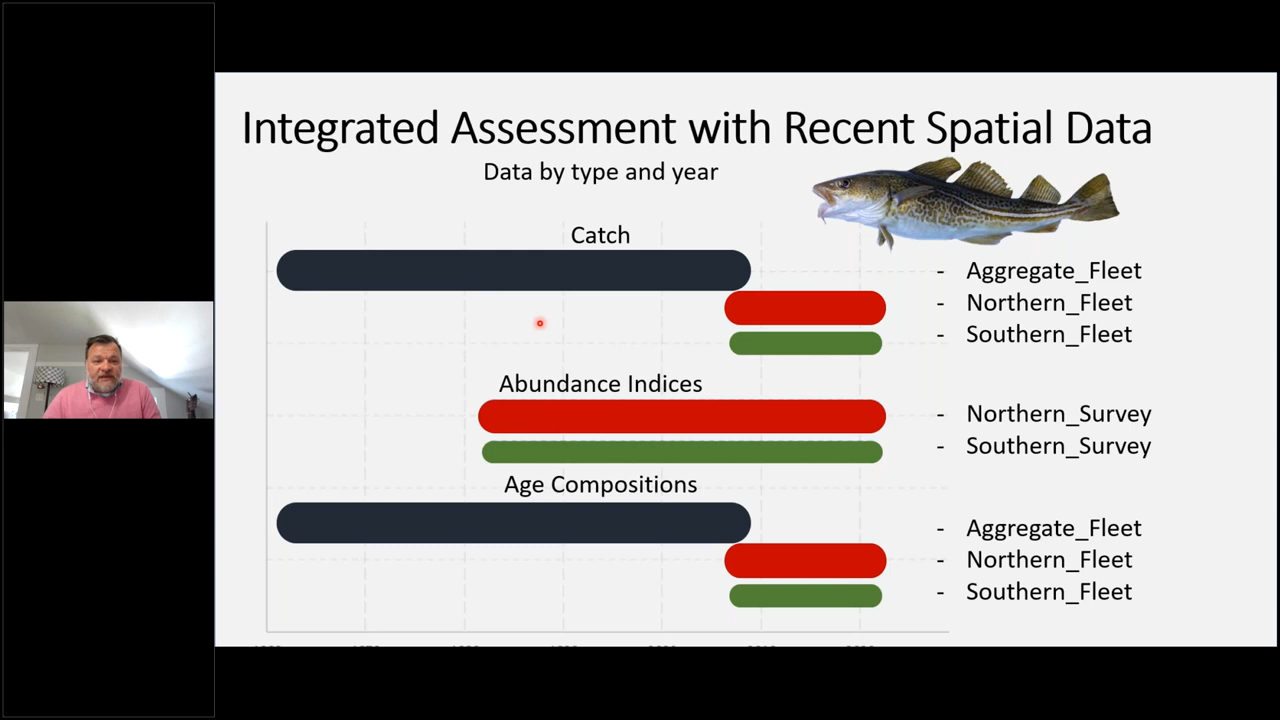 Integrated Assessment with Recent Spatial Data
Data by type and year
Catch
- Aggregate_Fleet
- Northern_Fleet
- Southern_Fleet
Abundance Indices
- Northern_Survey
- Southern_Survey
Age Compositions
- Aggregate_Fleet
- Northern_Fleet
- Southern_Fleet